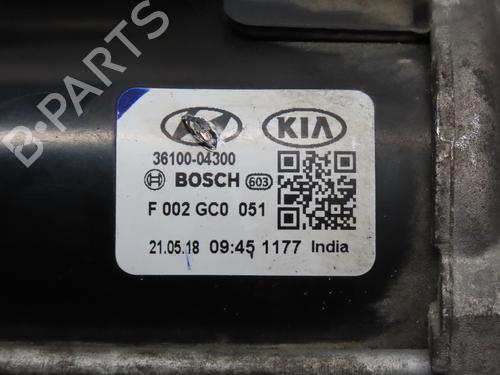 KIA
36100-04300
BOSCH 603
F 002 GC0 051
21.05.18 09:45 1177 India
B-PARTS